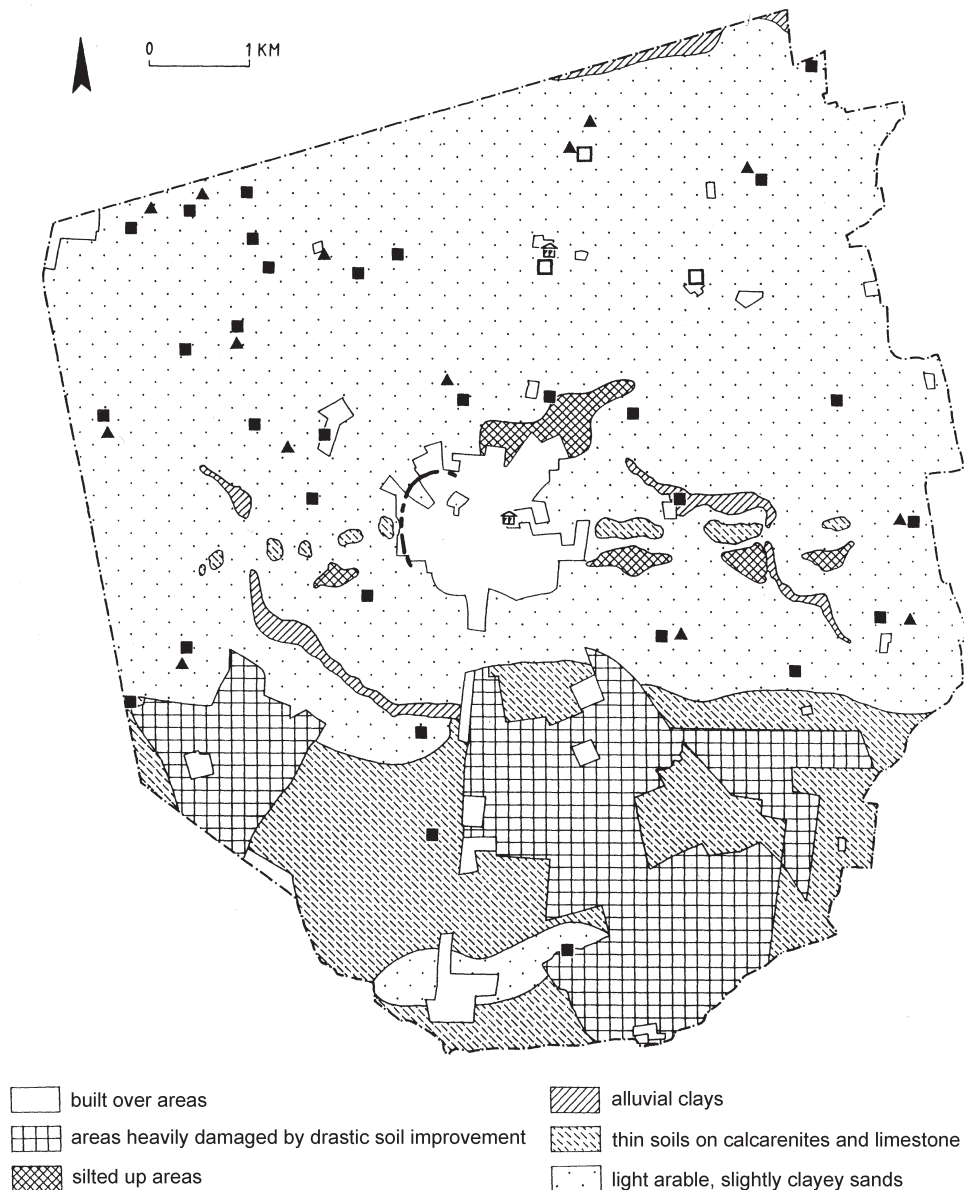 0 1 KM
built over areas
areas heavily damaged by drastic soil improvement
silted up areas
alluvial clays
thin soils on calcarenites and limestone
light arable, slightly clayey sands